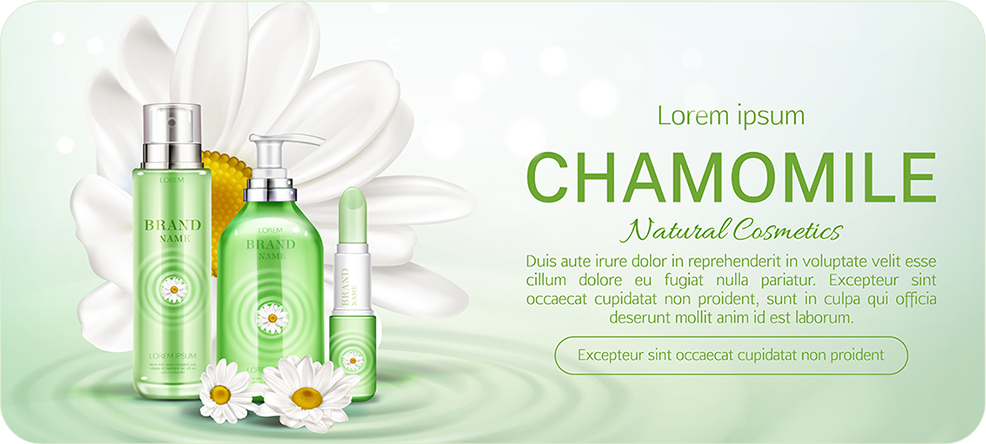 LOREM
BRAND
NAME
LOREM IPSUM
LOREM
BRAND
NAME
BRAND
NAME
Lorem ipsum
CHAMOMILE
Natural Cosmetics
Duis aute irure dolor in reprehenderit in voluptate velit esse
cillum dolore eu fugiat nulla pariatur. Excepteur sint
occaecat cupidatat non proident, sunt in culpa qui officia
deserunt mollit anim id est laborum.
Excepteur sint occaecat cupidatat non proident